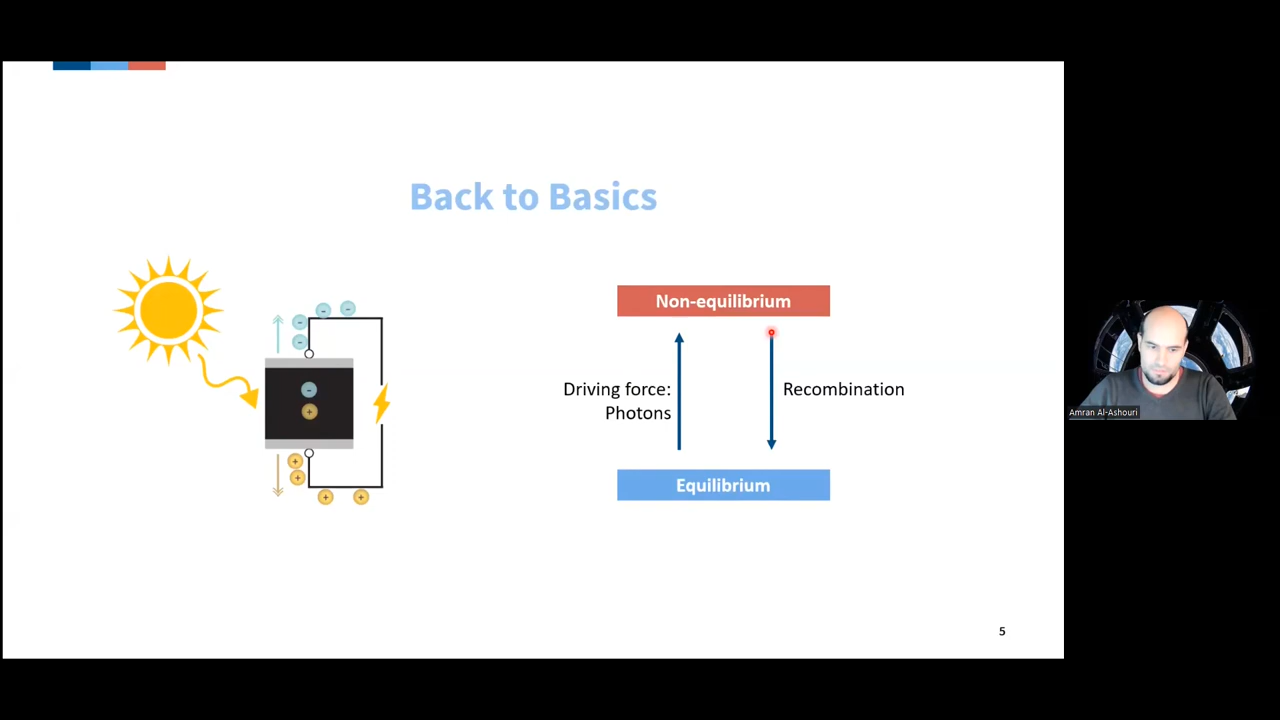 Back to Basics
Non-equilibrium
Driving force:
Photons
Recombination
Equilibrium
5
Amran Al-Ashouri